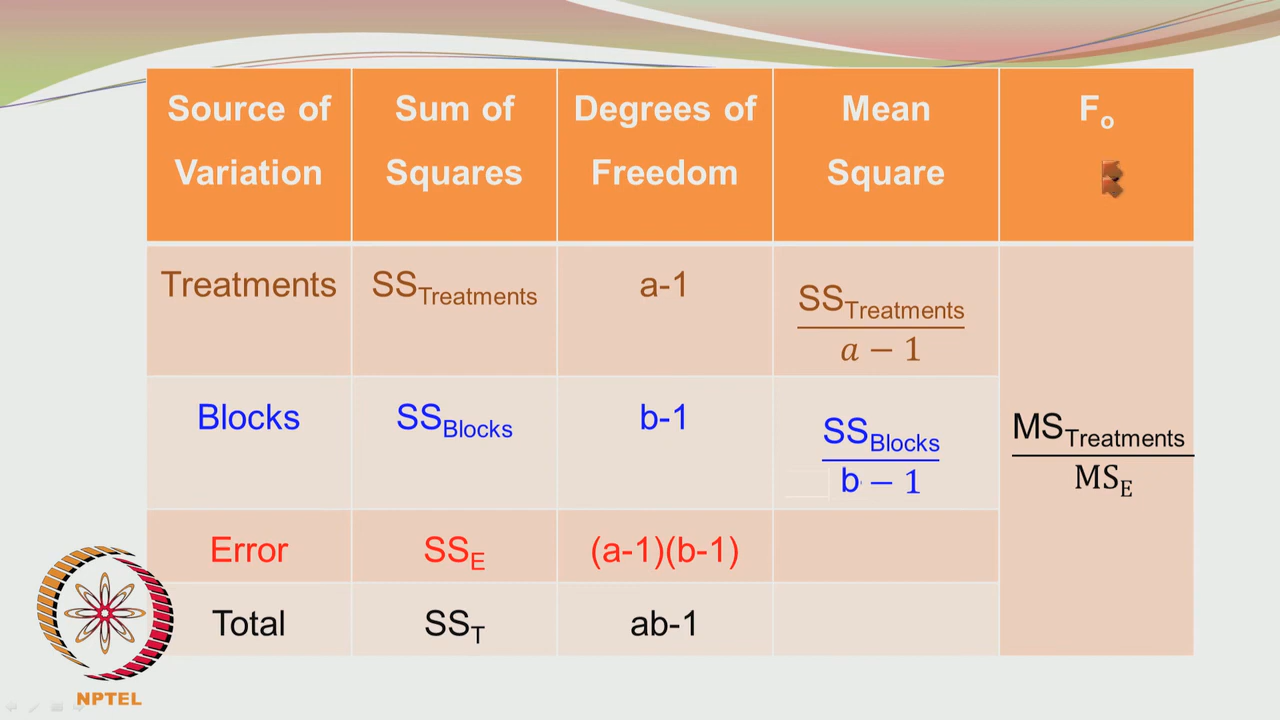 Source of Variation
Sum of Squares
Degrees of Freedom
Mean Square
Fₒ
Treatments
SS_Treatments
a-1
SS_Treatments
a − 1
Blocks
SS_Blocks
b-1
SS_Blocks
b − 1
MS_Treatments
MS_E
Error
SS_E
(a-1)(b-1)
Total
SS_T
ab-1
NPTEL